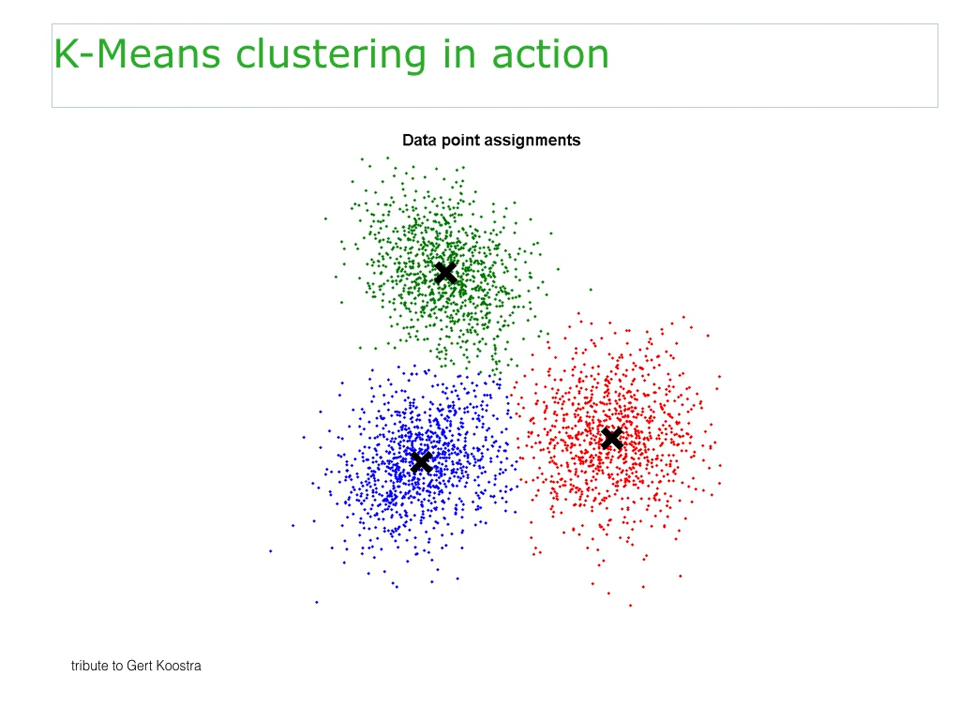 K-Means clustering in action
Data point assignments
tribute to Gert Koostra